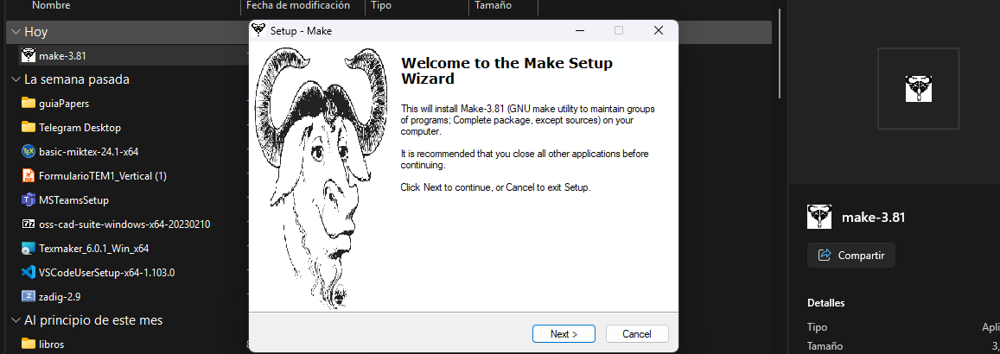 Nombre
Fecha de modificación
Tipo
Tamaño
Hoy
make-3.81
La semana pasada
guiaPapers
Telegram Desktop
basic-miktex-24.1-x64
FormularioTEM1_Vertical (1)
MSTeamsSetup
oss-cad-suite-windows-x64-20230210
Texmaker_6.0.1_Win_x64
VSCodeUserSetup-x64-1.103.0
zadig-2.9
Al principio de este mes
libros
Setup - Make
Welcome to the Make Setup
Wizard
This will install Make-3.81 (GNU make utility to maintain groups
of programs; Complete package, except sources) on your
computer.
It is recommended that you close all other applications before
continuing.
Click Next to continue, or Cancel to exit Setup.
Next >
Cancel
make-3.81
Compartir
Detalles
Tipo
Apli
Tamaño
3,